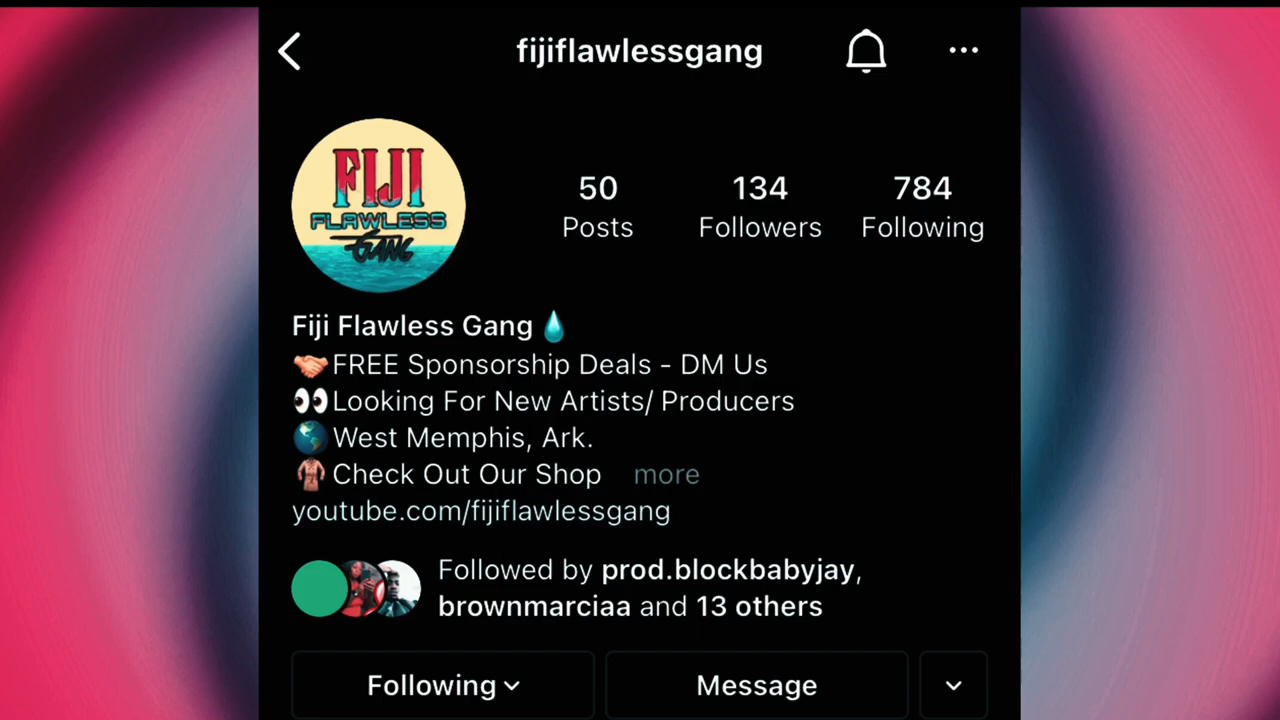 fijiflawlessgang
FIJI
FLAWLESS
GANG
50 134 784
Posts Followers Following
Fiji Flawless Gang 💧
🤝FREE Sponsorship Deals - DM Us
👀Looking For New Artists/ Producers
🌎West Memphis, Ark.
🧥Check Out Our Shop more
youtube.com/fijiflawlessgang
Followed by prod.blockbabyjay,
brownmarciaa and 13 others
Following Message